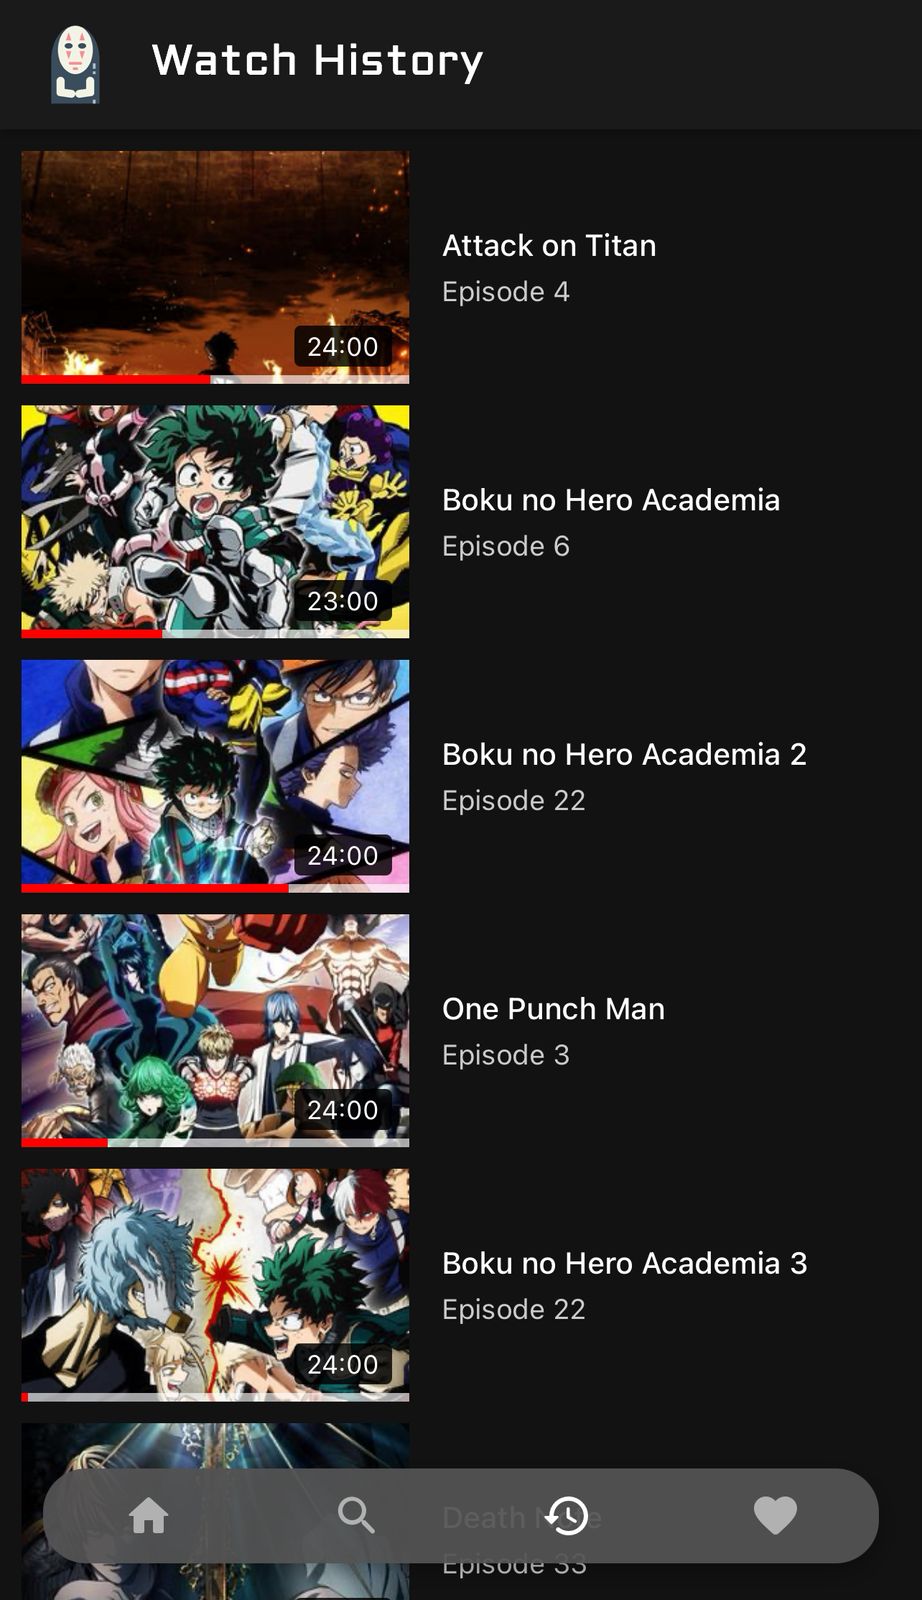 Watch History
24:00
Attack on Titan
Episode 4
23:00
Boku no Hero Academia
Episode 6
24:00
Boku no Hero Academia 2
Episode 22
24:00
One Punch Man
Episode 3
24:00
Boku no Hero Academia 3
Episode 22
Death Note
Episode 33